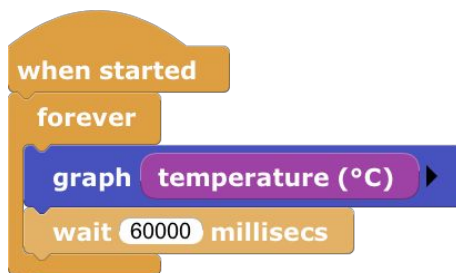 when started
forever
graph temperature (°C)
wait 60000 millisecs